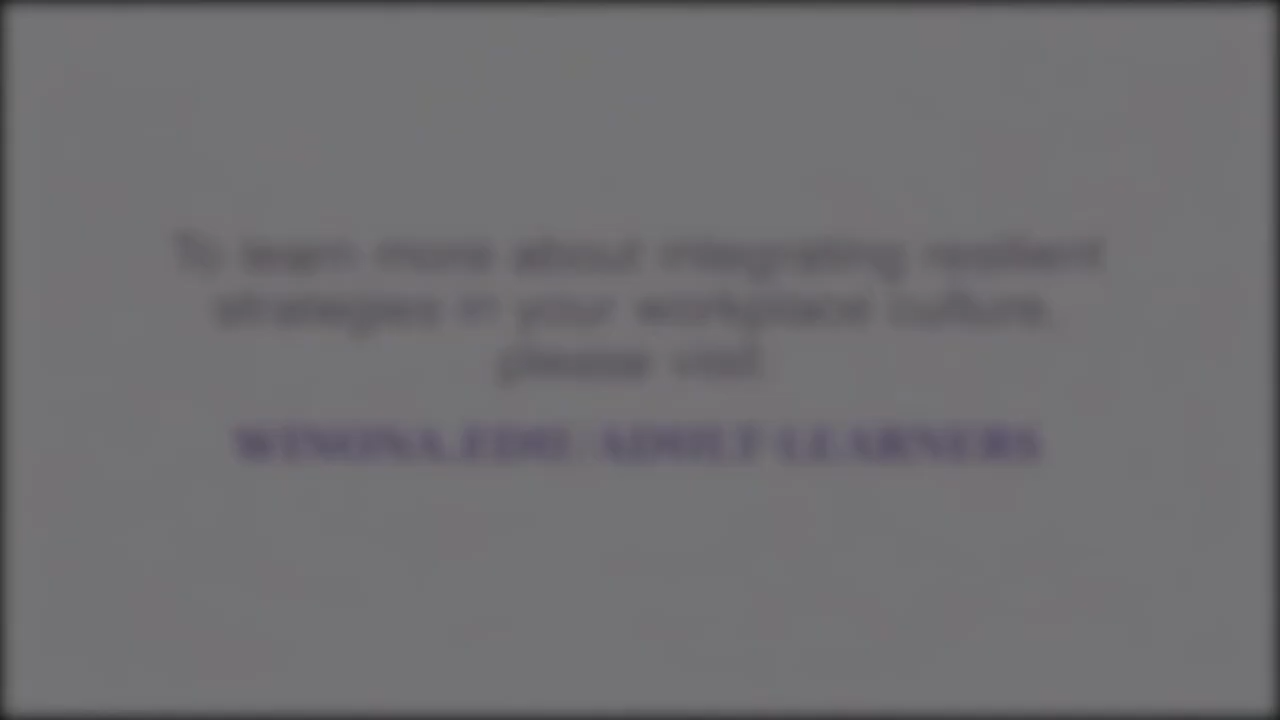 To learn more about integrating resilient
strategies in your workplace culture,
please visit
WINONA.EDU/ADULT-LEARNERS